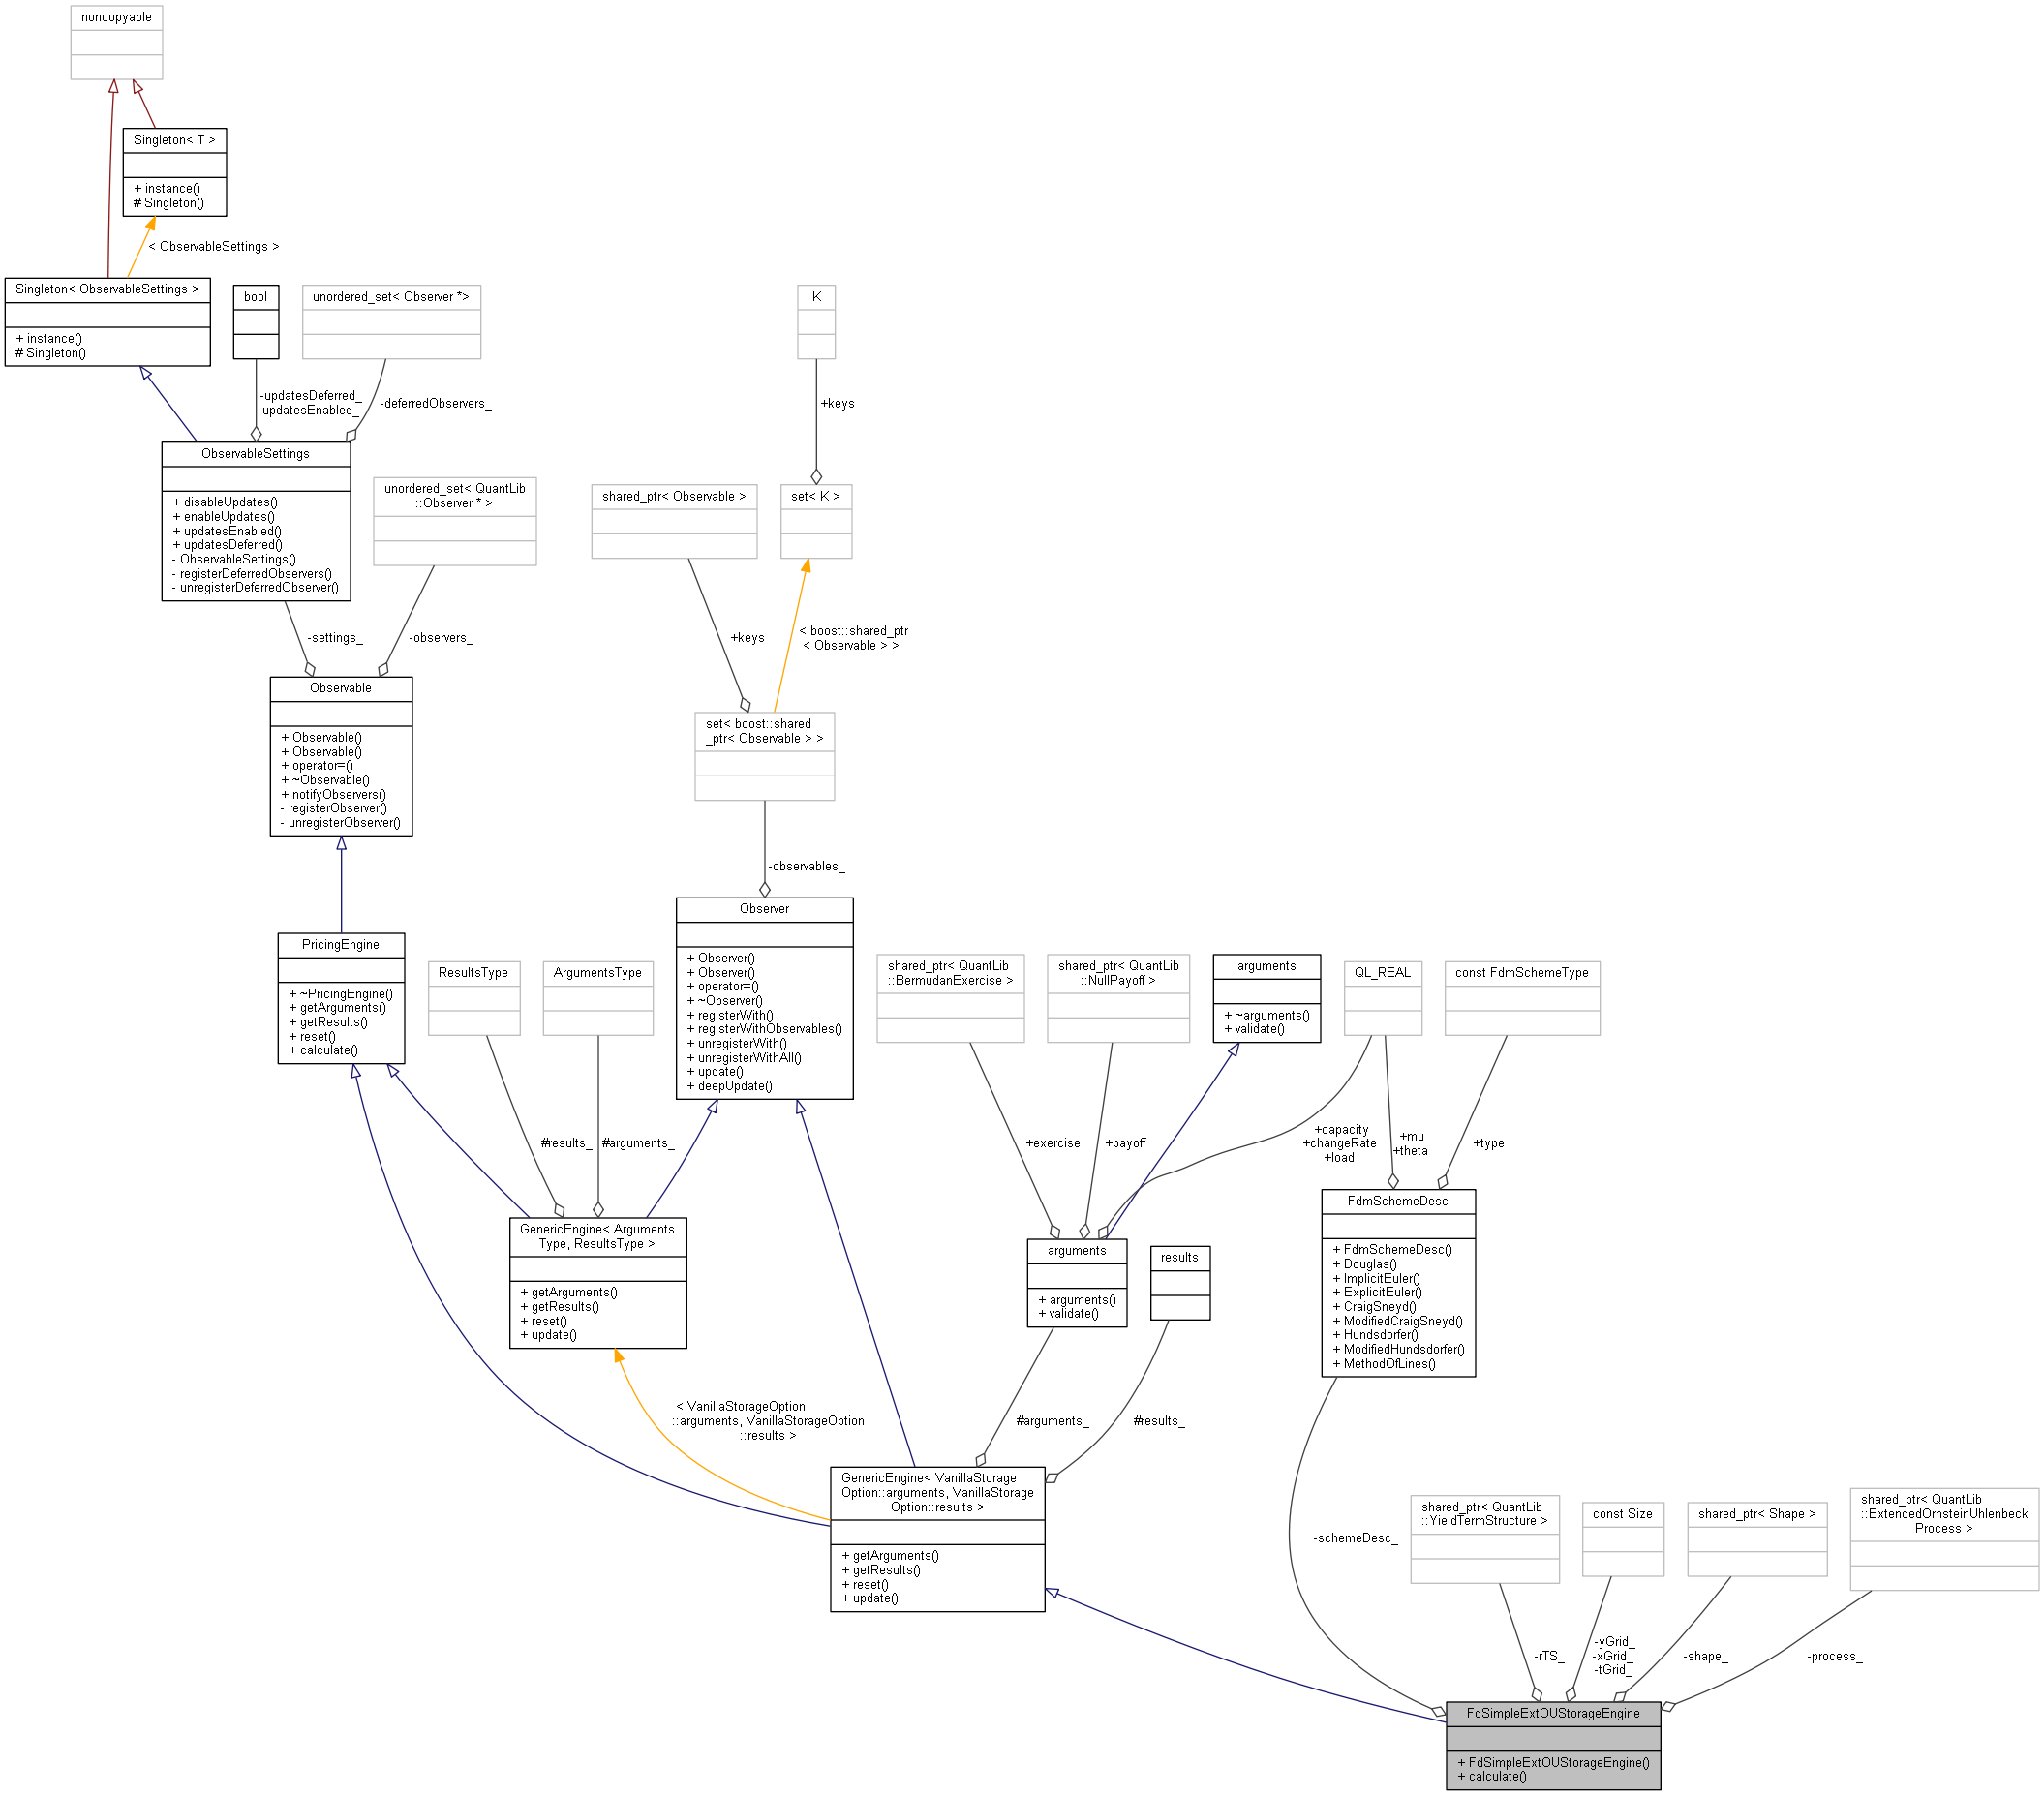 noncopyable
Singleton< T >
+ instance()
# Singleton()
< ObservableSettings >
Singleton< ObservableSettings >
+ instance()
# Singleton()
bool
unordered_set< Observer *>
K
-updatesDeferred_
-updatesEnabled_
-deferredObservers_
+keys
ObservableSettings
+ disableUpdates()
+ enableUpdates()
+ updatesEnabled()
+ updatesDeferred()
- ObservableSettings()
- registerDeferredObservers()
- unregisterDeferredObserver()
unordered_set< QuantLib
::Observer * >
shared_ptr< Observable >
set< K >
-settings_
-observers_
+keys
< boost::shared_ptr
< Observable > >
Observable
+ Observable()
+ Observable()
+ operator=()
+ ~Observable()
+ notifyObservers()
- registerObserver()
- unregisterObserver()
set< boost::shared
_ptr< Observable > >
-observables_
PricingEngine
+ ~PricingEngine()
+ getArguments()
+ getResults()
+ reset()
+ calculate()
ResultsType
ArgumentsType
Observer
+ Observer()
+ Observer()
+ operator=()
+ ~Observer()
+ registerWith()
+ registerWithObservables()
+ unregisterWith()
+ unregisterWithAll()
+ update()
+ deepUpdate()
shared_ptr< QuantLib
::BermudanExercise >
shared_ptr< QuantLib
::NullPayoff >
arguments
+ ~arguments()
+ validate()
QL_REAL
const FdmSchemeType
#results_
#arguments_
+exercise
+payoff
+capacity
+changeRate
+load
+mu
+theta
+type
GenericEngine< Arguments
Type, ResultsType >
+ getArguments()
+ getResults()
+ reset()
+ update()
arguments
+ arguments()
+ validate()
results
FdmSchemeDesc
+ FdmSchemeDesc()
+ Douglas()
+ ImplicitEuler()
+ ExplicitEuler()
+ CraigSneyd()
+ ModifiedCraigSneyd()
+ Hundsdorfer()
+ ModifiedHundsdorfer()
+ MethodOfLines()
< VanillaStorageOption
::arguments, VanillaStorageOption
::results >
#arguments_
#results_
GenericEngine< VanillaStorage
Option::arguments, VanillaStorage
Option::results >
+ getArguments()
+ getResults()
+ reset()
+ update()
-schemeDesc_
shared_ptr< QuantLib
::YieldTermStructure >
const Size
shared_ptr< Shape >
shared_ptr< QuantLib
::ExtendedOrnsteinUhlenbeck
Process >
-rTS_
-yGrid_
-xGrid_
-tGrid_
-shape_
-process_
FdSimpleExtOUStorageEngine
+ FdSimpleExtOUStorageEngine()
+ calculate()